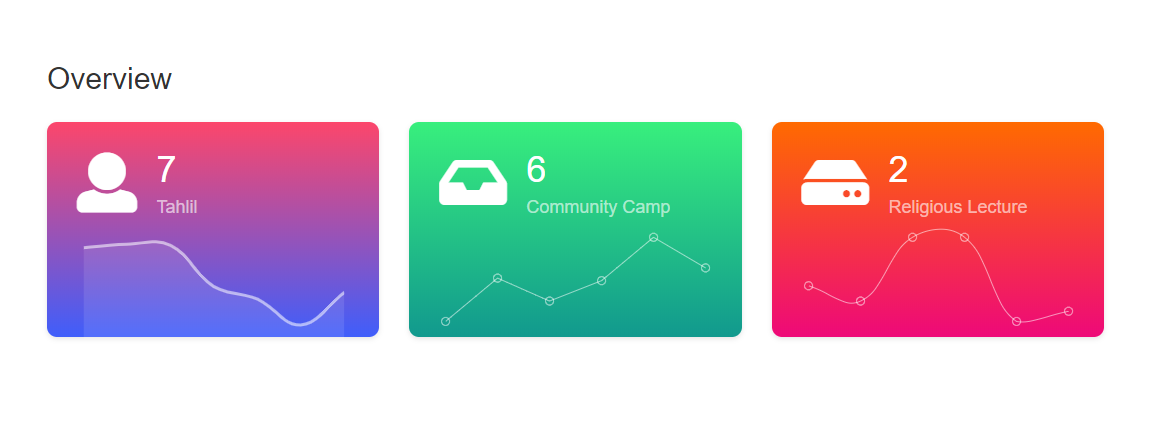 Overview
7
Tahlil
6
Community Camp
2
Religious Lecture